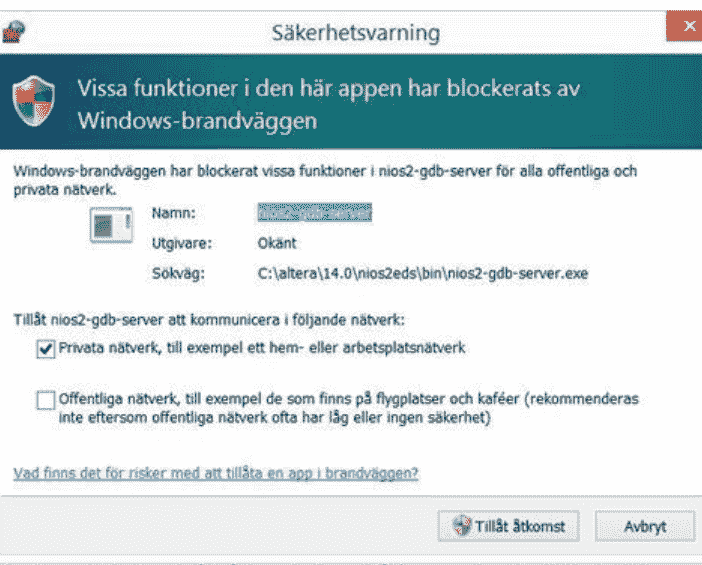 Säkerhetsvarning
Vissa funktioner i den här appen har blockerats av
Windows-brandväggen
Windows-brandväggen har blockerat vissa funktioner i nios2-gdb-server för alla offentliga och
privata nätverk.
Namn: nios2-gdb-server
Utgivare: Okänt
Sökväg: C:\altera\14.0\nios2eds\bin\nios2-gdb-server.exe
Tillåt nios2-gdb-server att kommunicera i följande nätverk:
Privata nätverk, till exempel ett hem- eller arbetsplatsnätverk
Offentliga nätverk, till exempel de som finns på flygplatser och kaféer (rekommenderas
inte eftersom offentliga nätverk ofta har låg eller ingen säkerhet)
Vad finns det för risker med att tillåta en app i brandväggen?
Tillåt åtkomst Avbryt